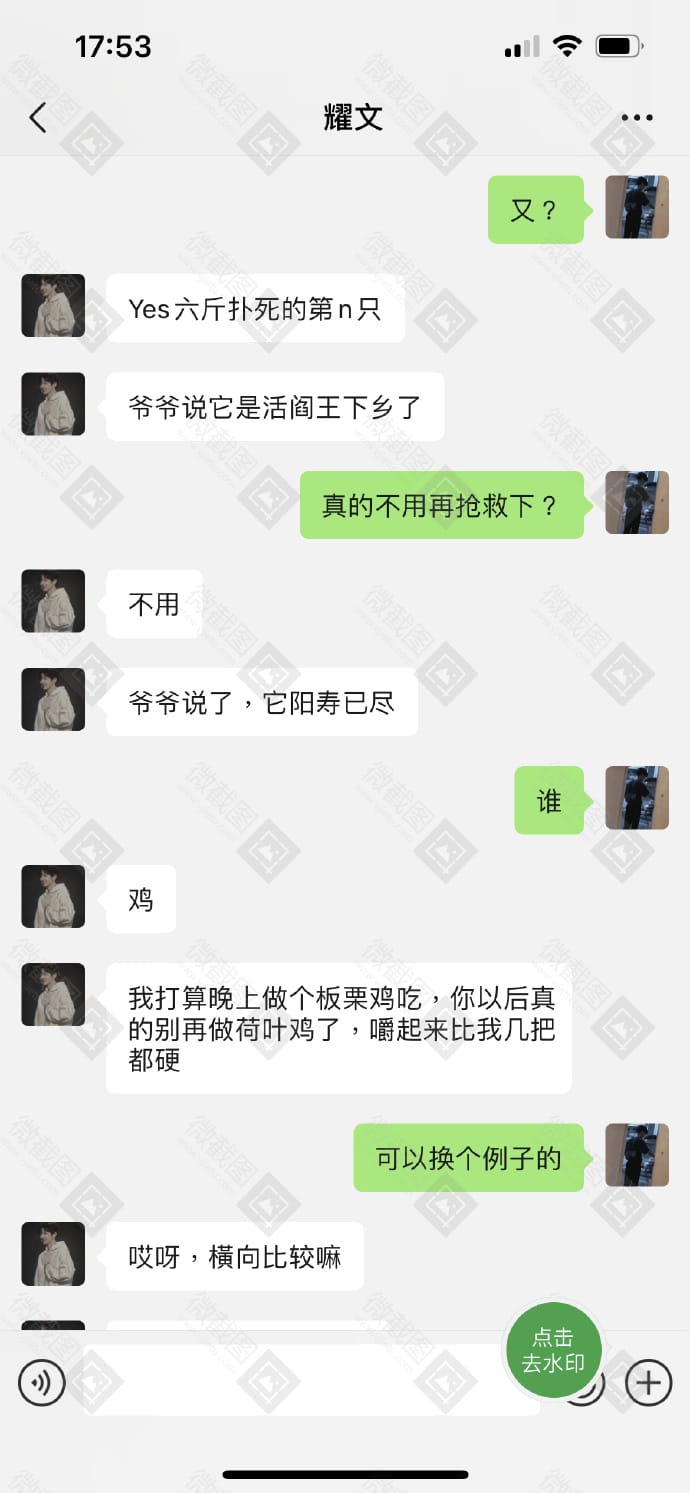 17:53
耀文
又？
Yes六斤扑死的第n只
爷爷说它是活阎王下乡了
真的不用再抢救下？
不用
爷爷说了，它阳寿已尽
谁
鸡
我打算晚上做个板栗鸡吃，你以后真
的别再做荷叶鸡了，嚼起来比我几把
都硬
可以换个例子的
哎呀，横向比较嘛
点击
去水印
微截图